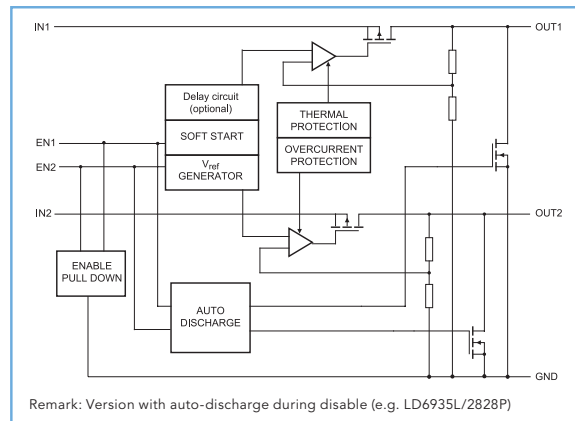 IN1
OUT1
Delay circuit
(optional)
THERMAL
PROTECTION
SOFT START
EN1
OVERCURRENT
PROTECTION
EN2
Vref
GENERATOR
IN2
OUT2
ENABLE
PULL DOWN
AUTO
DISCHARGE
GND
Remark: Version with auto-discharge during disable (e.g. LD6935L/2828P)